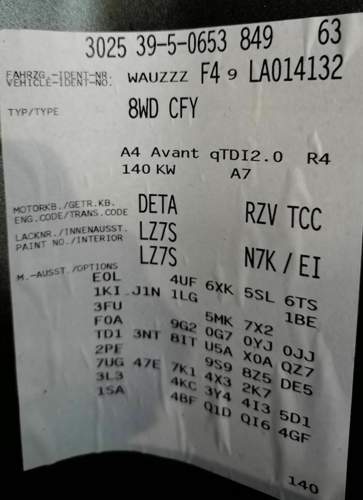 3025 39-5-0653 849 63
FAHRZG.-IDENT-NR.
VEHICLE-IDENT-NO. WAUZZZ F4 9 LA014132
TYP/TYPE 8WD CFY
A4 Avant qTDI2.0 R4
140 KW A7
MOTORKB./GETR.KB.
ENG.CODE/TRANS.CODE DETA RZV TCC
LACKNR./INNENAUSST. LZ7S
PAINT NO./INTERIOR LZ7S N7K / EI
M.-AUSST./OPTIONS
E0L 4UF 6XK 5SL 6TS
1KI J1N 1LG 1BE
3FU 5MK 7X2
F0A 9G2 0G7 0YJ 0JJ
TD1 3NT 8IT U5A X0A QZ7
2PE 9S9 8Z5 DE5
7UG 47E 7K1 4X3 2K7
3L3 4KC 3Y4 4I3 5D1
1SA 4BF Q1D QI6 4GF
140